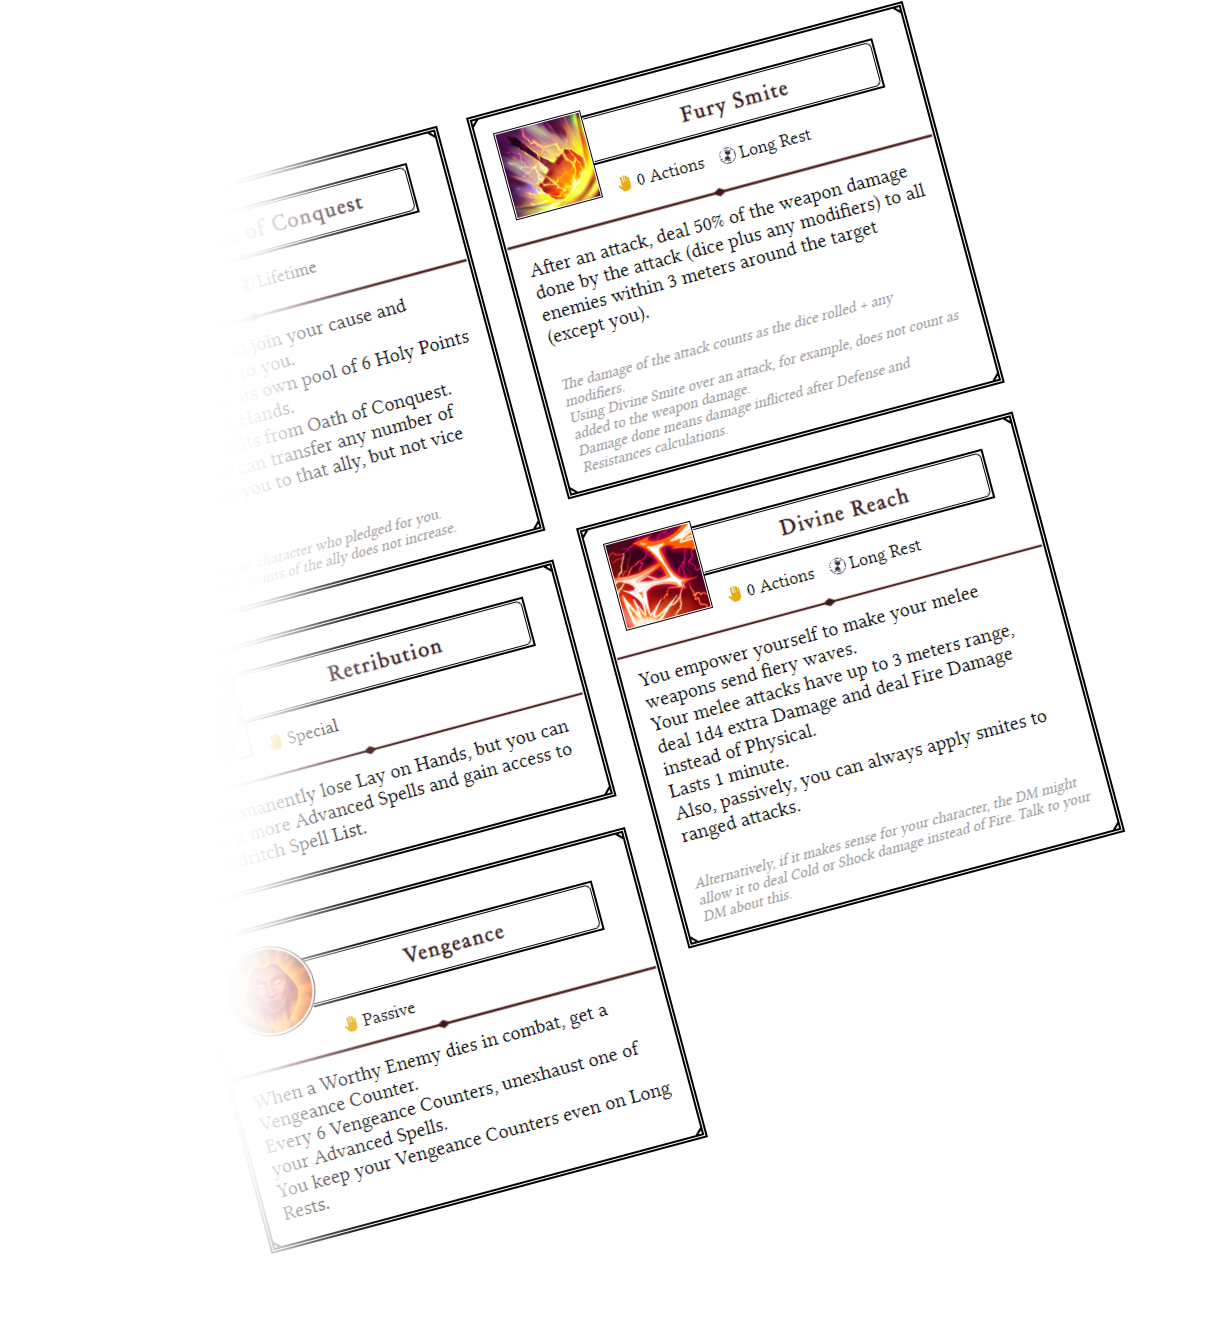 of Conquest
Lifetime
to join your cause and
to you.
its own pool of 6 Holy Points
Hands.
from Oath of Conquest.
can transfer any number of
you to that ally, but not vice
character who pledged for you.
Points of the ally does not increase.
Retribution
Special
lose Lay on Hands, but you can
more Advanced Spells and gain access to
Spell List.
Vengeance
Passive
When a Worthy Enemy dies in combat, get a
Vengeance Counter.
Every 6 Vengeance Counters, unexhaust one of
your Advanced Spells.
You keep your Vengeance Counters even on Long
Rests.
Fury Smite
0 Actions Long Rest
After an attack, deal 50% of the weapon damage
done by the attack (dice plus any modifiers) to all
enemies within 3 meters around the target
(except you).
The damage of the attack counts as the dice rolled + any
modifiers.
Using Divine Smite over an attack, for example, does not count as
added to the weapon damage.
Damage done means damage inflicted after Defense and
Resistances calculations.
Divine Reach
0 Actions Long Rest
You empower yourself to make your melee
weapons send fiery waves.
Your melee attacks have up to 3 meters range,
deal 1d4 extra Damage and deal Fire Damage
instead of Physical.
Lasts 1 minute.
Also, passively, you can always apply smites to
ranged attacks.
Alternatively, if it makes sense for your character, the DM might
allow it to deal Cold or Shock damage instead of Fire. Talk to your
DM about this.